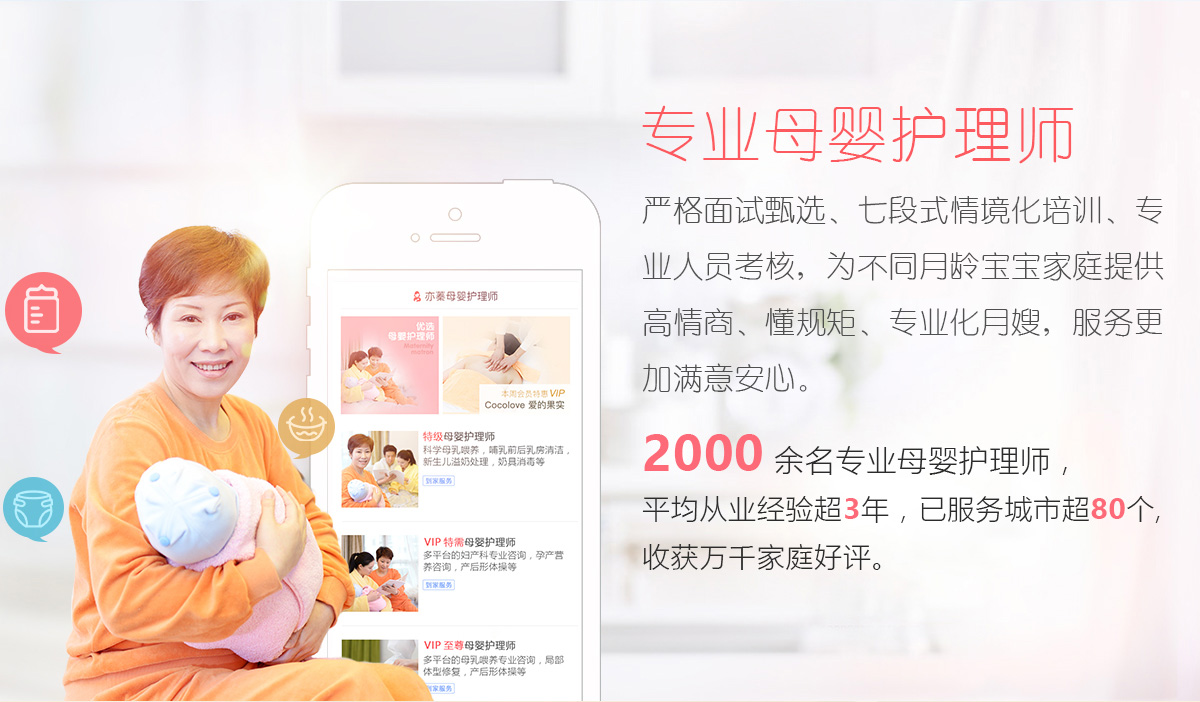 专业母婴护理师
严格面试甄选、七段式情境化培训、专
业人员考核，为不同月龄宝宝家庭提供
高情商、懂规矩、专业化月嫂，服务更
加满意安心。
2000 余名专业母婴护理师，
平均从业经验超3年，已服务城市超80个,
收获万千家庭好评。
亦蓁母婴护理师
优选
母婴护理师
Maternity
matron
本周会员特惠 VIP
Cocolove 爱的果实
特级母婴护理师
科学母乳喂养，哺乳前后乳房清洁，
新生儿溢奶处理，奶具消毒等
到家服务
VIP 特需母婴护理师
多平台的妇产科专业咨询，孕产营
养咨询，产后形体操等
到家服务
VIP 至尊母婴护理师
多平台的母乳喂养专业咨询，局部
体型修复，产后形体操等
到家服务